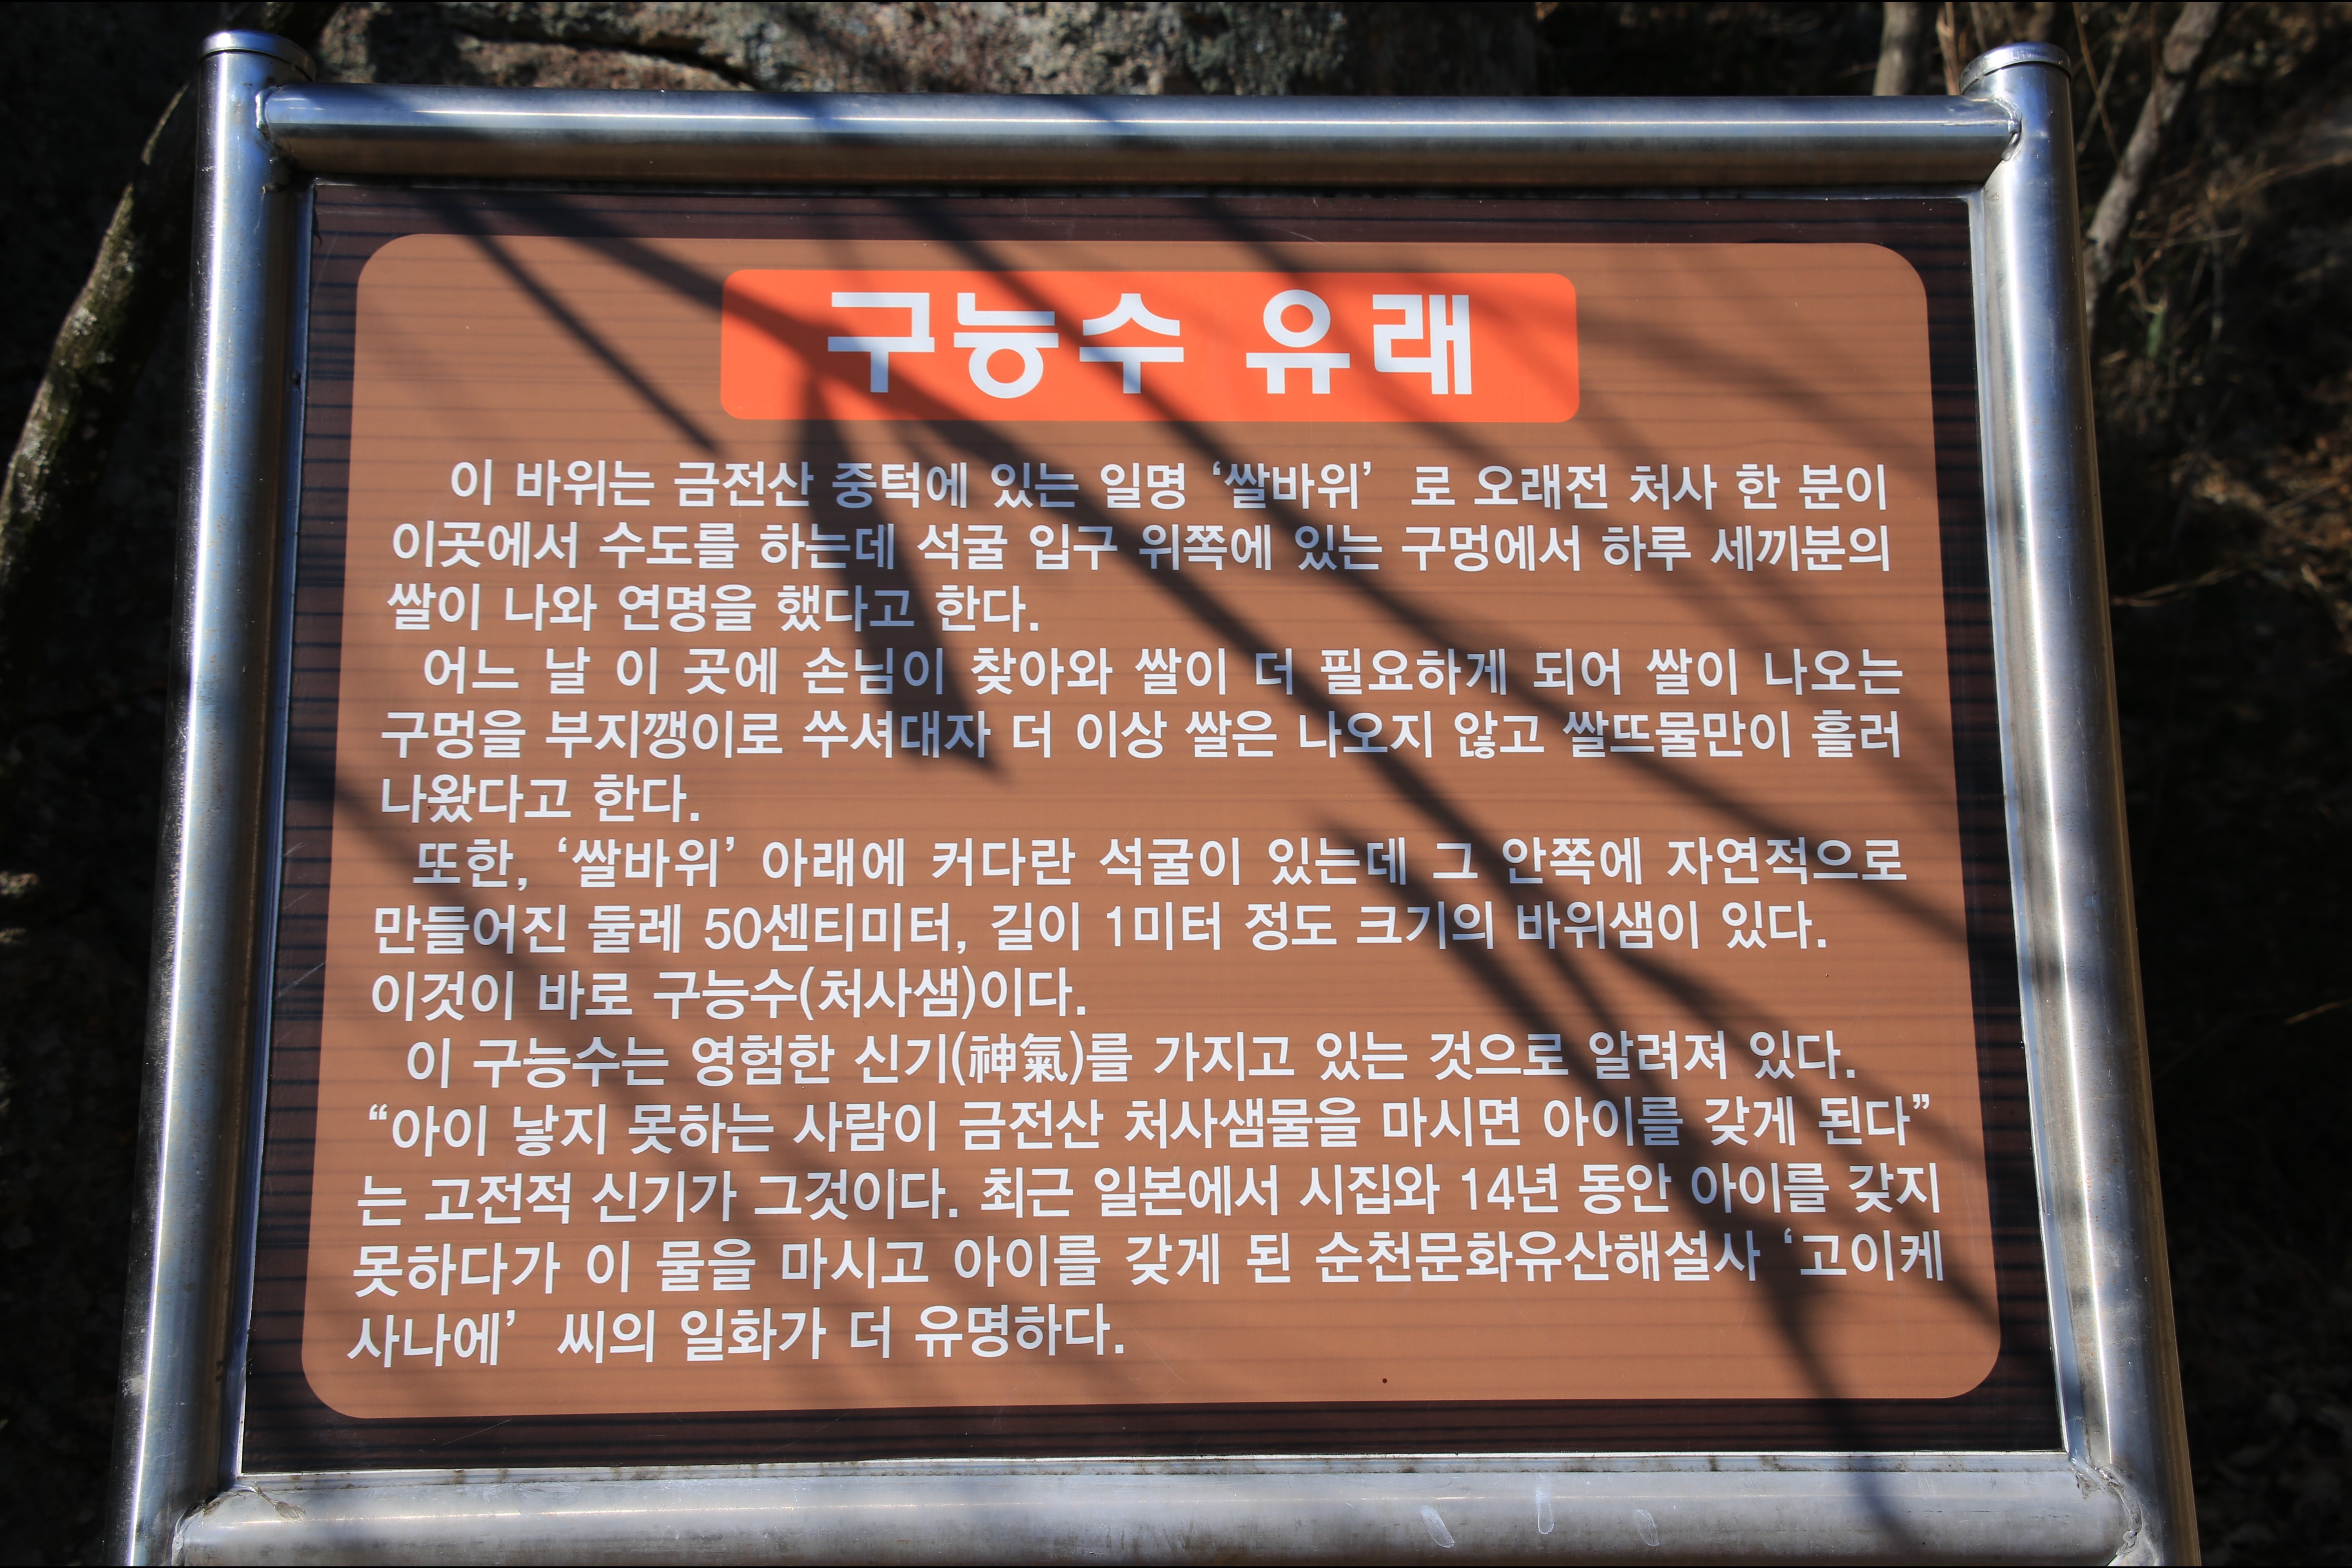 구능수 유래
이 바위는 금전산 중턱에 있는 일명 ‘쌀바위’ 로 오래전 처사 한 분이
이곳에서 수도를 하는데 석굴 입구 위쪽에 있는 구멍에서 하루 세끼분의
쌀이 나와 연명을 했다고 한다.
어느 날 이 곳에 손님이 찾아와 쌀이 더 필요하게 되어 쌀이 나오는
구멍을 부지깽이로 쑤셔대자 더 이상 쌀은 나오지 않고 쌀뜨물만이 흘러
나왔다고 한다.
또한, ‘쌀바위’ 아래에 커다란 석굴이 있는데 그 안쪽에 자연적으로
만들어진 둘레 50센티미터, 길이 1미터 정도 크기의 바위샘이 있다.
이것이 바로 구능수(처사샘)이다.
이 구능수는 영험한 신기(神氣)를 가지고 있는 것으로 알려져 있다.
“아이 낳지 못하는 사람이 금전산 처사샘물을 마시면 아이를 갖게 된다”
는 고전적 신기가 그것이다. 최근 일본에서 시집와 14년 동안 아이를 갖지
못하다가 이 물을 마시고 아이를 갖게 된 순천문화유산해설사 ‘고이케
사나에’ 씨의 일화가 더 유명하다.